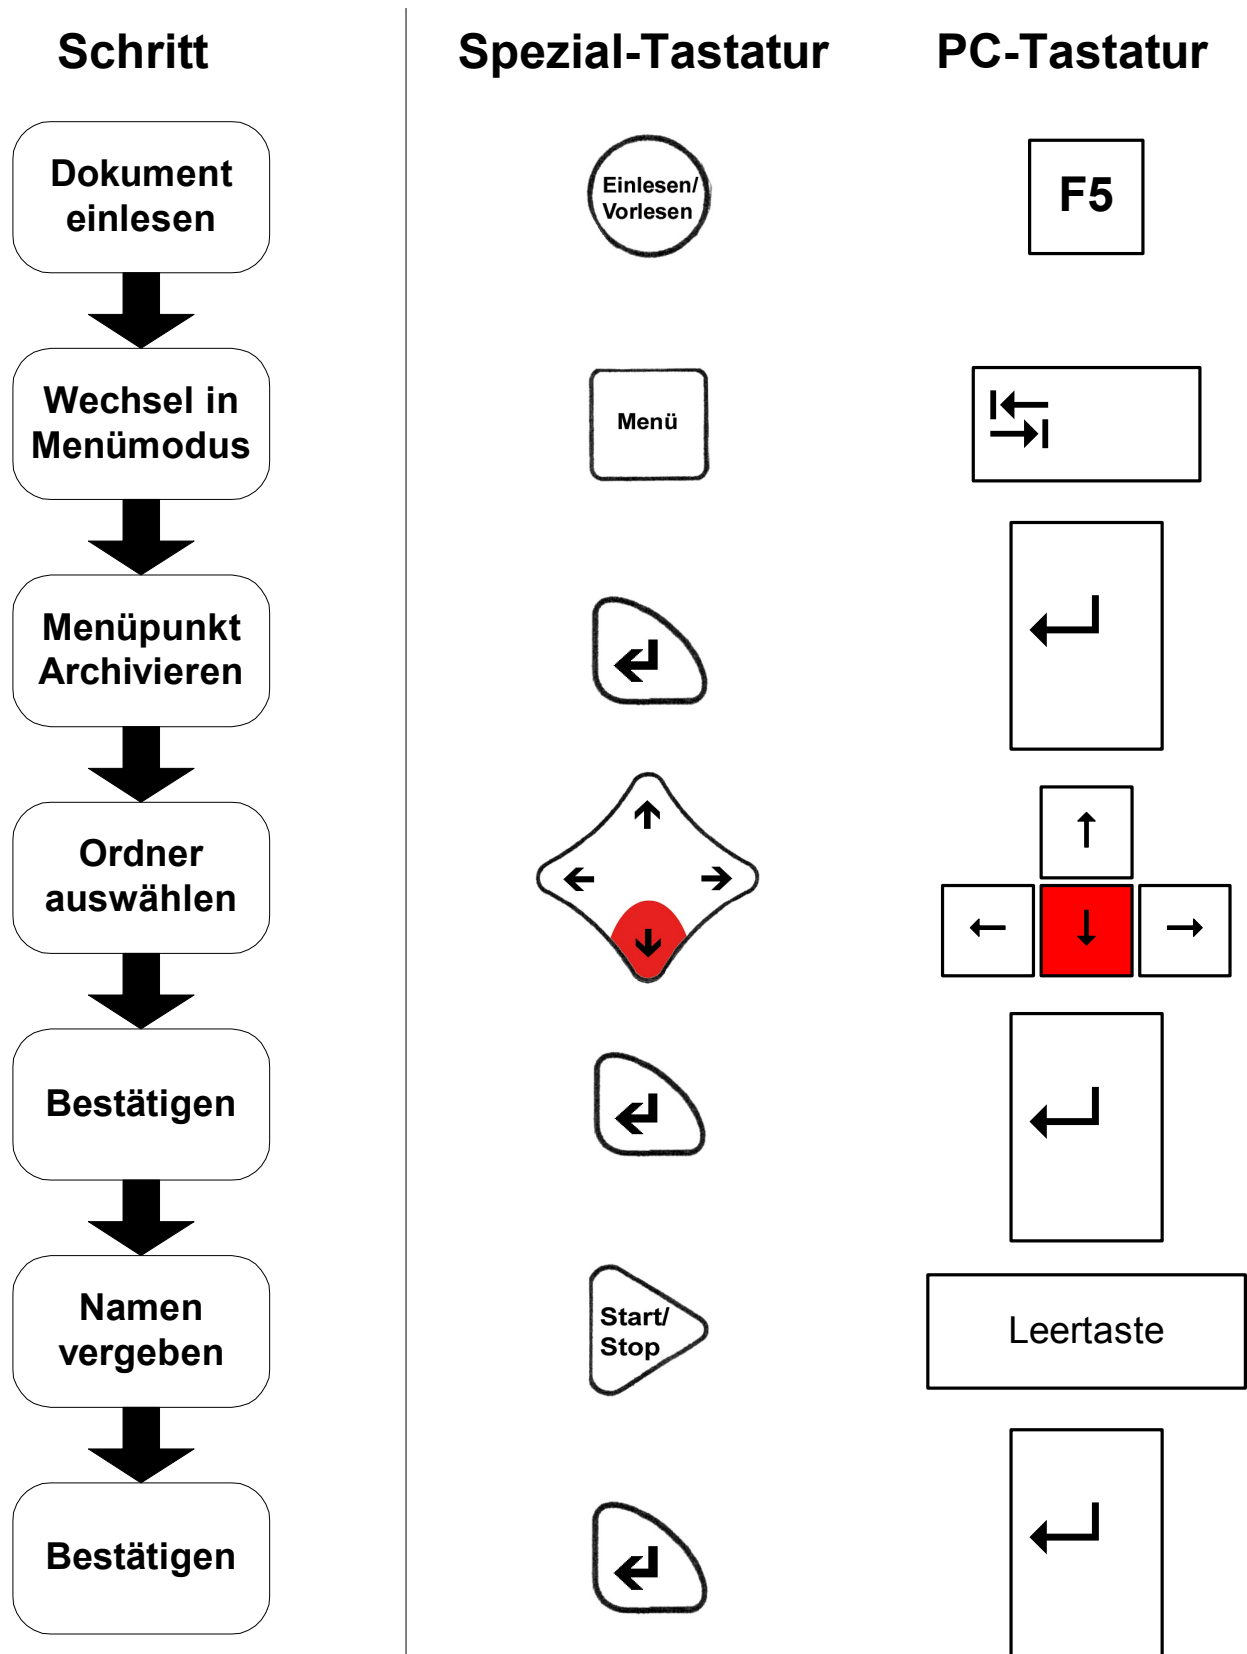 Schritt
Spezial-Tastatur
PC-Tastatur
Dokument
einlesen
Einlesen/
Vorlesen
F5
Wechsel in
Menümodus
Menü
Menüpunkt
Archivieren
Ordner
auswählen
Bestätigen
Namen
vergeben
Start/
Stop
Leertaste
Bestätigen